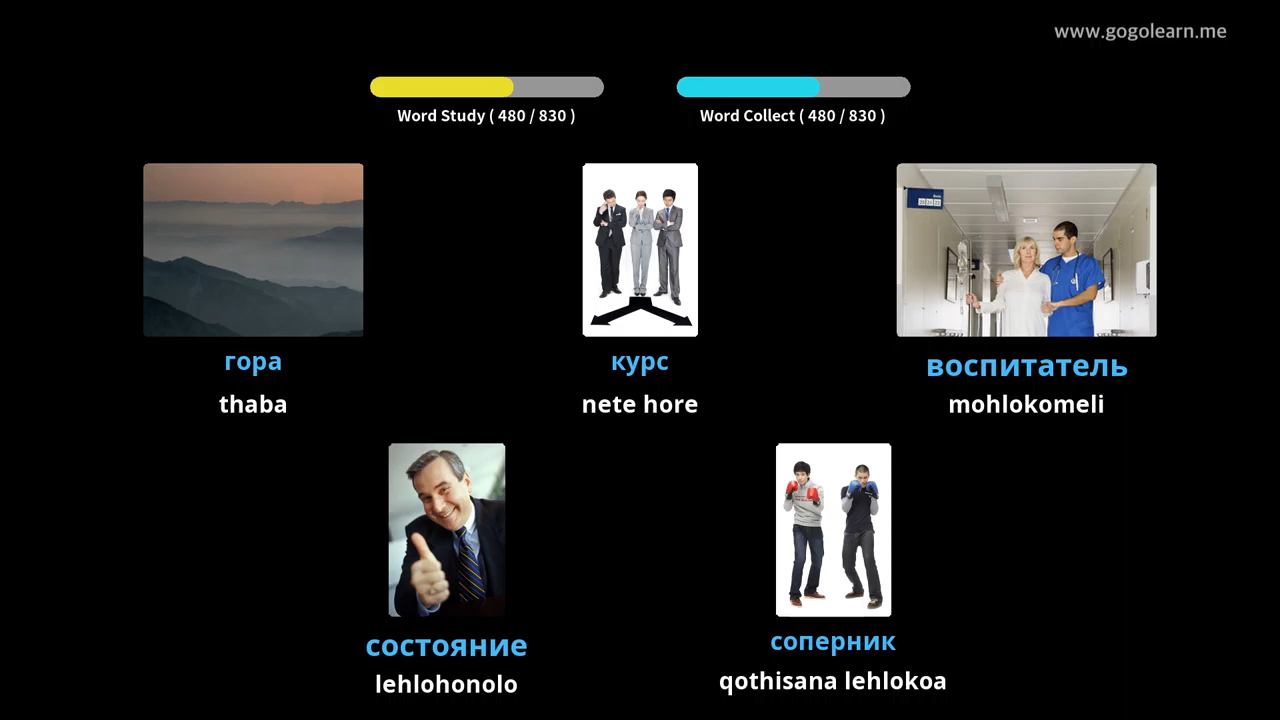 www.gogolearn.me
Word Study ( 480 / 830 )
Word Collect ( 480 / 830 )
гора
курс
воспитатель
thaba
nete hore
mohlokomeli
состояние
соперник
lehlohonolo
qothisana lehlokoa